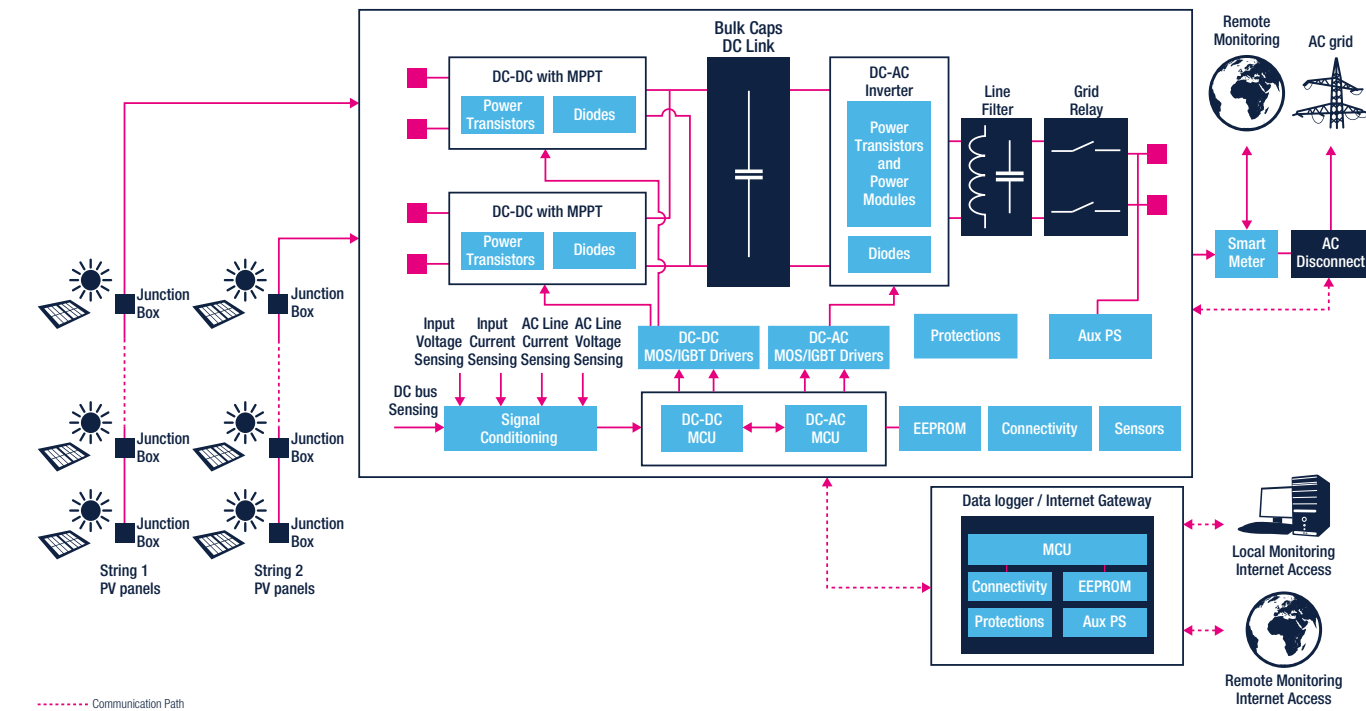 Bulk Caps
DC Link
DC-DC with MPPT
Power
Transistors
Diodes
DC-DC with MPPT
Power
Transistors
Diodes
DC-AC
Inverter
Power
Transistors
and
Power
Modules
Diodes
Line
Filter
Grid
Relay
Remote
Monitoring
AC grid
Smart
Meter
AC
Disconnect
Junction
Box
Junction
Box
Junction
Box
Junction
Box
Junction
Box
Junction
Box
String 1
PV panels
String 2
PV panels
Input
Voltage
Sensing
Input
Current
Sensing
AC Line
Current
Sensing
AC Line
Voltage
Sensing
DC-DC
MOS/IGBT Drivers
DC-AC
MOS/IGBT Drivers
Protections
Aux PS
DC bus
Sensing
Signal
Conditioning
DC-DC
MCU
DC-AC
MCU
EEPROM
Connectivity
Sensors
Data logger / Internet Gateway
MCU
Connectivity
EEPROM
Protections
Aux PS
Local Monitoring
Internet Access
Remote Monitoring
Internet Access
Communication Path